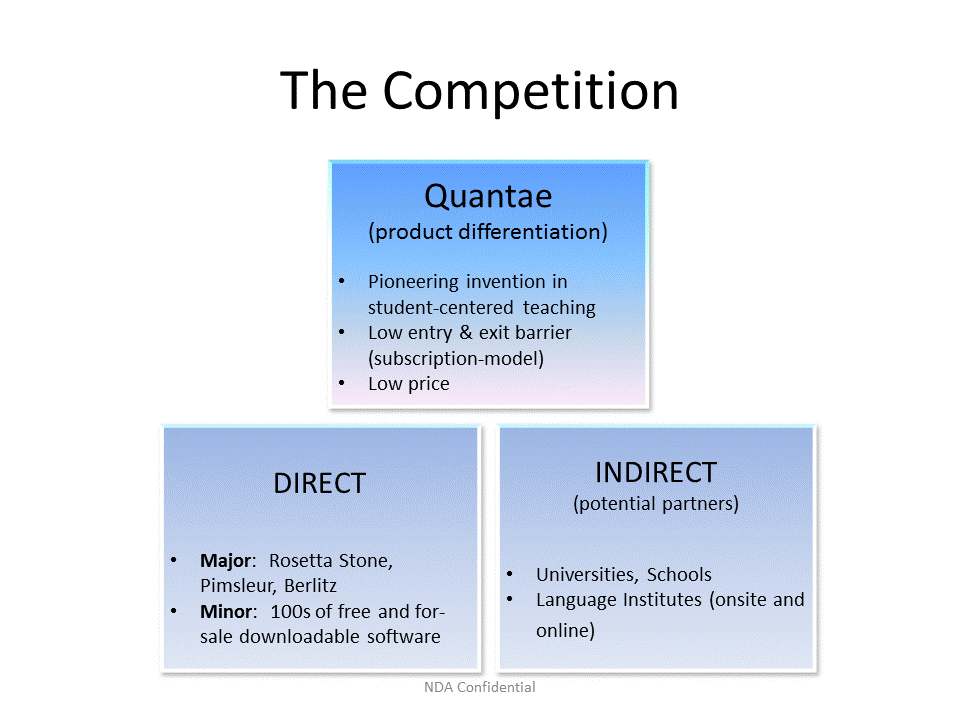 The Competition
Quantae
(product differentiation)
• Pioneering invention in
student-centered teaching
• Low entry & exit barrier
(subscription-model)
• Low price
DIRECT
• Major: Rosetta Stone,
Pimsleur, Berlitz
• Minor: 100s of free and for-
sale downloadable software
INDIRECT
(potential partners)
• Universities, Schools
• Language Institutes (onsite and
online)
NDA Confidential